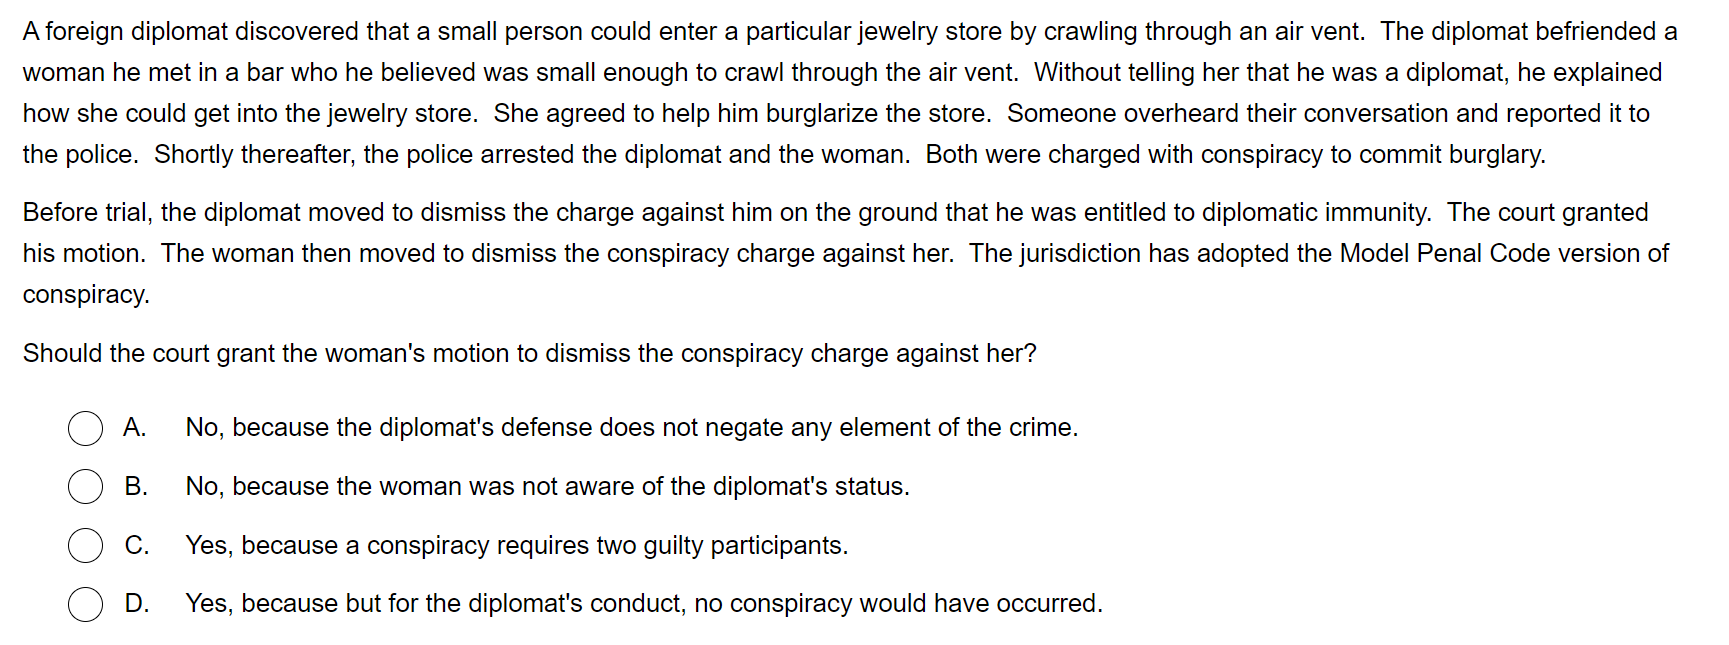 A foreign diplomat discovered that a small person could enter a particular jewelry store by crawling through an air vent.  The diplomat befriended a
woman he met in a bar who he believed was small enough to crawl through the air vent.  Without telling her that he was a diplomat, he explained
how she could get into the jewelry store.  She agreed to help him burglarize the store.  Someone overheard their conversation and reported it to
the police.  Shortly thereafter, the police arrested the diplomat and the woman.  Both were charged with conspiracy to commit burglary.
Before trial, the diplomat moved to dismiss the charge against him on the ground that he was entitled to diplomatic immunity.  The court granted
his motion.  The woman then moved to dismiss the conspiracy charge against her.  The jurisdiction has adopted the Model Penal Code version of
conspiracy.
Should the court grant the woman's motion to dismiss the conspiracy charge against her?
A. No, because the diplomat's defense does not negate any element of the crime.
B. No, because the woman was not aware of the diplomat's status.
C. Yes, because a conspiracy requires two guilty participants.
D. Yes, because but for the diplomat's conduct, no conspiracy would have occurred.